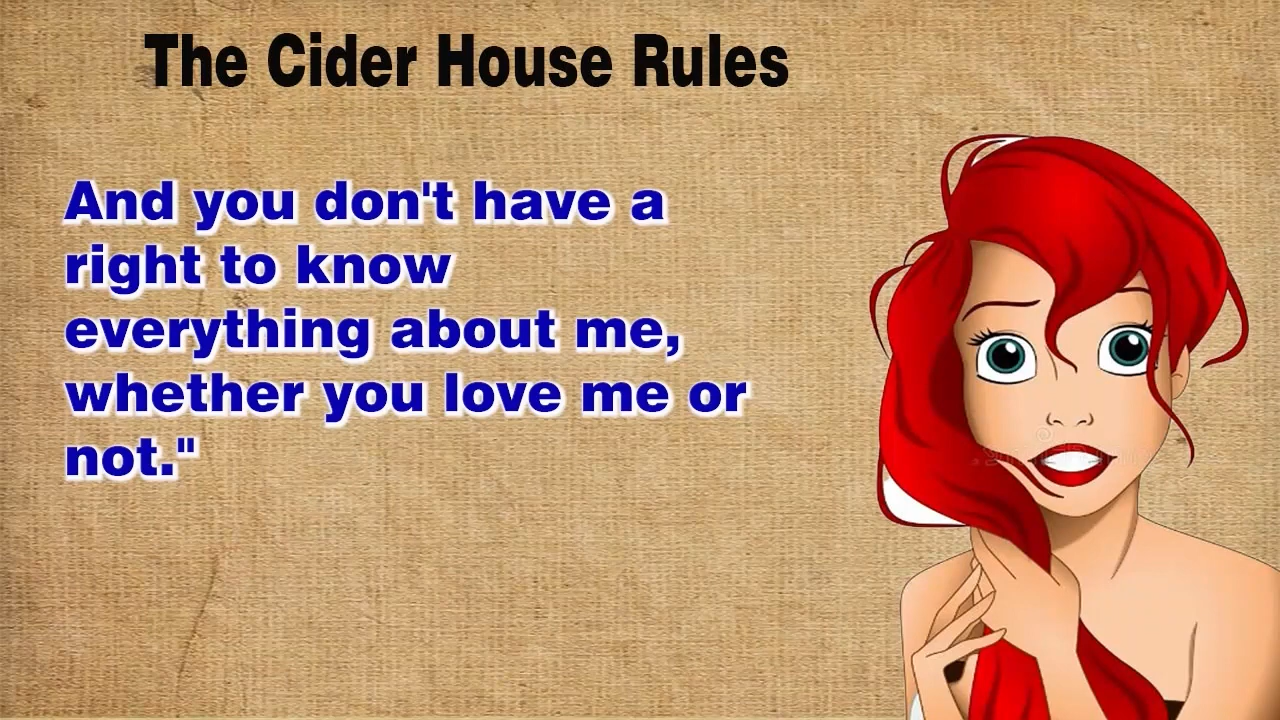 The Cider House Rules
And you don't have a
right to know
everything about me,
whether you love me or
not."